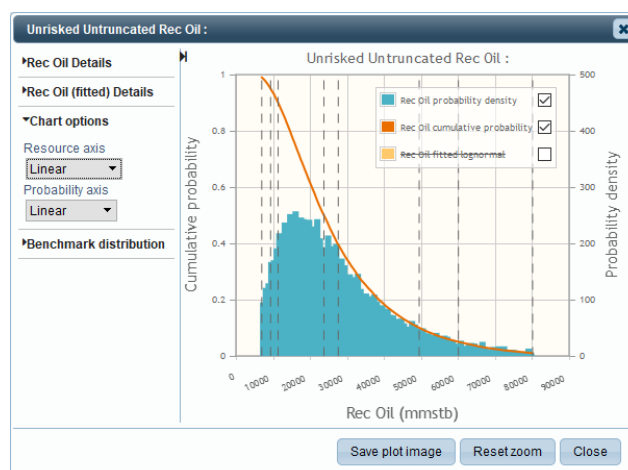 Unrisked Untruncated Rec Oil :
Rec Oil Details
Rec Oil (fitted) Details
Chart options
Resource axis
Linear
Probability axis
Linear
Benchmark distribution
Unrisked Untruncated Rec Oil :
Rec Oil probability density
Rec Oil cumulative probability
Rec Oil fitted lognormal
Cumulative probability
1
0.8
0.6
0.4
0.2
0
Probability density
500
400
300
200
100
0
0 10000 20000 30000 40000 50000 60000 70000 80000 90000
Rec Oil (mmstb)
Save plot image Reset zoom Close